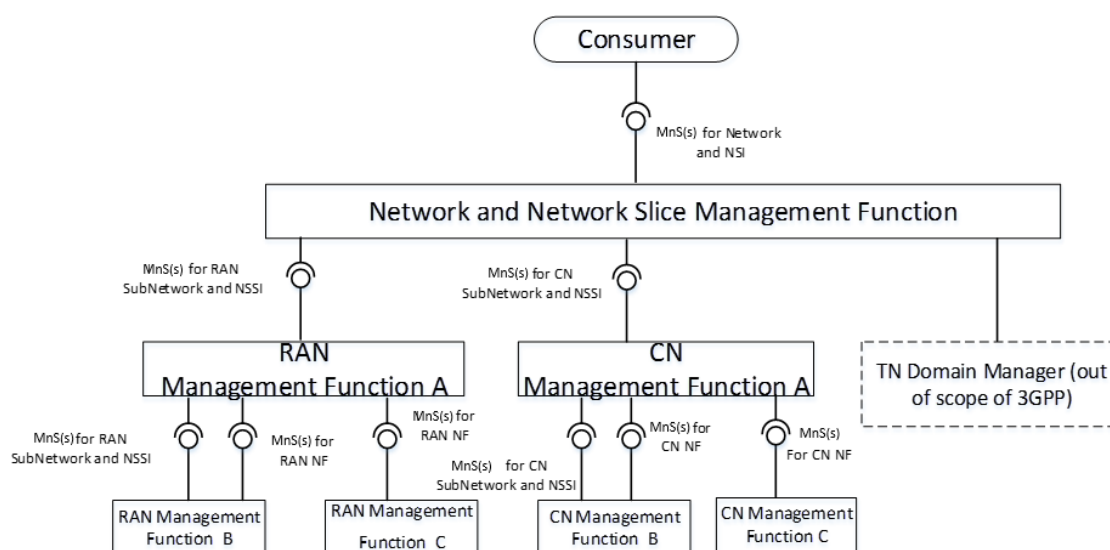 Consumer
MnS(s) for Network
and NSI
Network and Network Slice Management Function
MnS(s) for RAN
SubNetwork and NSSI
MnS(s) for CN
SubNetwork and NSSI
RAN
Management Function A
CN
Management Function A
TN Domain Manager (out
of scope of 3GPP)
MnS(s) for RAN
SubNetwork and NSSI
MnS(s) for
RAN NF
MnS(s) for
RAN NF
MnS(s) for CN
SubNetwork and NSSI
MnS(s) for
CN NF
MnS(s)
For CN NF
RAN Management
Function B
RAN Management
Function C
CN Management
Function B
CN Management
Function C